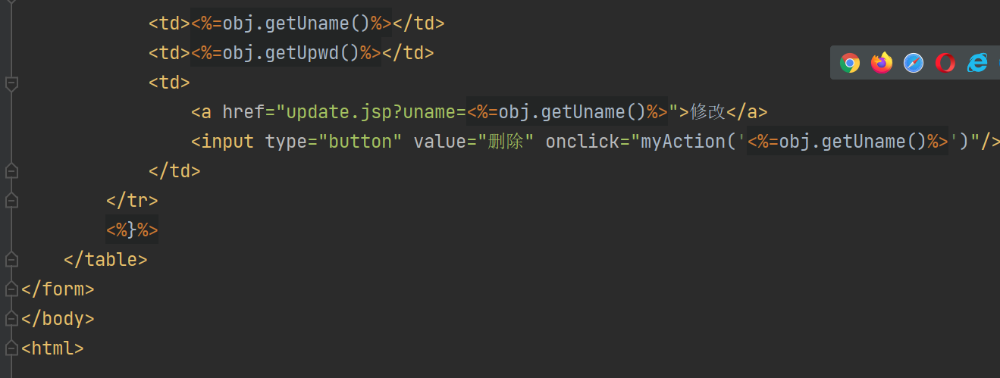 <td><%=obj.getUname()%></td>
<td><%=obj.getUpwd()%></td>
<td>
<a href="update.jsp?uname=<%=obj.getUname()%>">修改</a>
<input type="button" value="删除" onclick="myAction('<%=obj.getUname()%>')"/>
</td>
</tr>
<%}%>
</table>
</form>
</body>
<html>